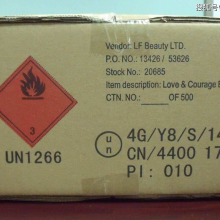 Vendor: LF Beauty LTD.
P.O. NO.: 13426 / 53626
Stock No.: 20685
Item description: Love & Courage
CTN. NO.: ______ OF 500
3
UN1266
u
n
4G/Y8/S/14
CN/4400 17
PI: 010